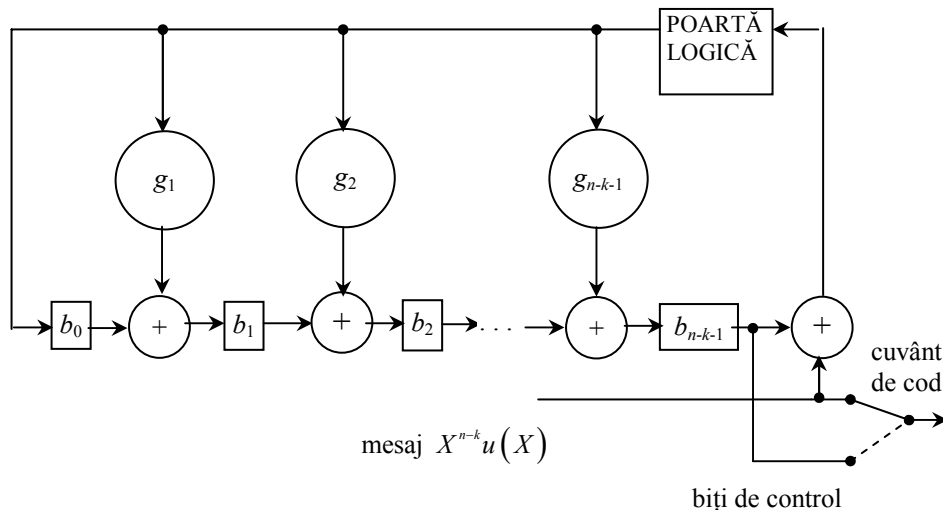 POARTĂ
LOGICĂ
g₁
g₂
gₙ₋ₖ₋₁
b₀
+
b₁
+
b₂
. . .
+
bₙ₋ₖ₋₁
+
cuvânt
de cod
mesaj Xⁿ⁻ᵏu(X)
biți de control